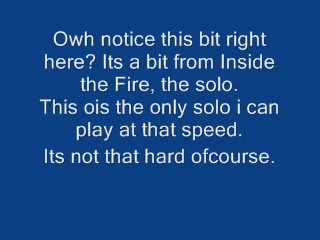 Owh notice this bit right
here? Its a bit from Inside
the Fire, the solo.
This ois the only solo i can
play at that speed.
Its not that hard ofcourse.